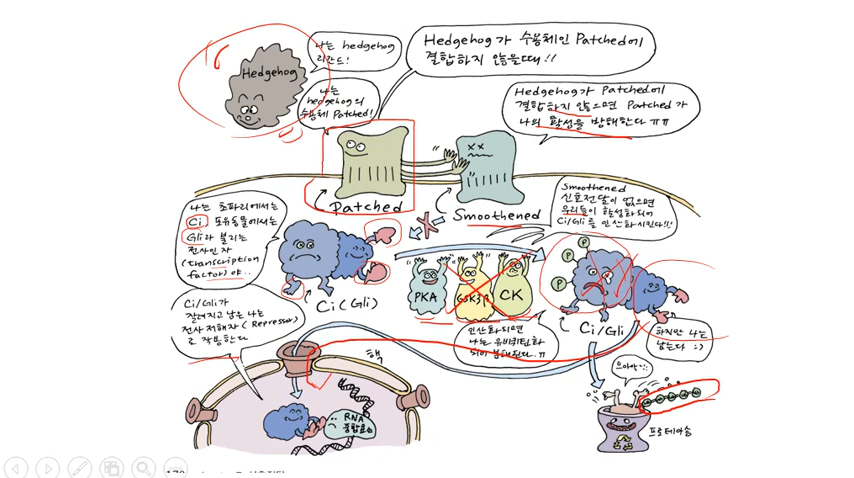 Hedgehog
나는 hedgehog
리간드!
나는
hedgehog의
수용체 Patched!
Hedgehog가 수용체인 Patched에
결합하지 않을때!!
Hedgehog가 Patched에
결합하지 않으면 Patched가
나의 활성을 방해한다 ㅠㅠ
Patched
Smoothened
나는 초파리에서는
Ci 포유동물에서는
Gli라 불리는
전사인자
(transcription
factor)야..
Smoothened
신호전달이 없으면
우리들이 활성화되어
Ci/Gli를 인산화시킨다!!
Ci(Gli)
PKA
GSK3β
CK
P
P
P
Ci/Gli
Ci/Gli가
잘려지고 남은 나는
전사 저해자(Repressor)
로 작용한다
인산화되면
나는 유비퀴틴화
되어 분해된다.ㅠ
하지만 나는
남는다 :)
핵
RNA
중합효소
으아악!!
프로테아좀